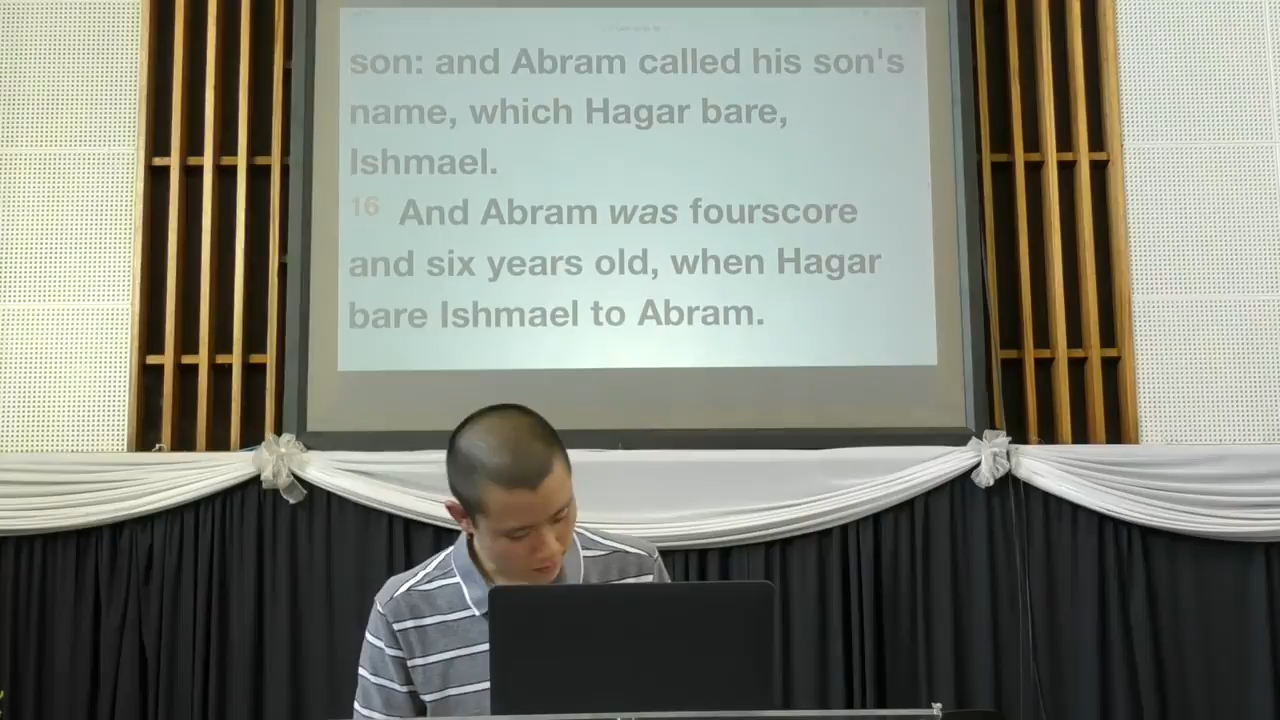 son: and Abram called his son's
name, which Hagar bare,
Ishmael.
16 And Abram was fourscore
and six years old, when Hagar
bare Ishmael to Abram.